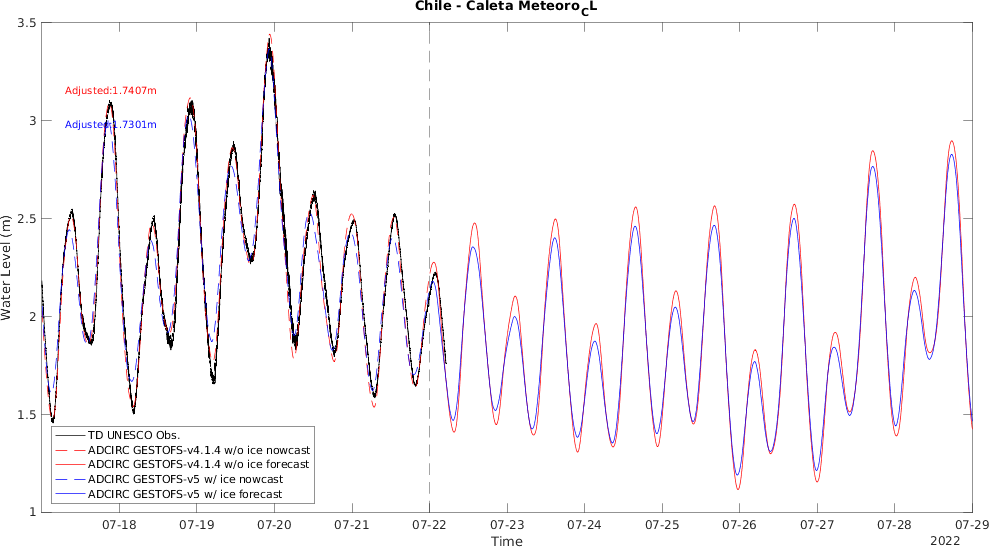 Chile - Caleta Meteoro_CL
3.5
3
2.5
2
1.5
1
Water Level (m)
Adjusted:1.7407m
Adjusted:1.7301m
TD UNESCO Obs.
ADCIRC GESTOFS-v4.1.4 w/o ice nowcast
ADCIRC GESTOFS-v4.1.4 w/o ice forecast
ADCIRC GESTOFS-v5 w/ ice nowcast
ADCIRC GESTOFS-v5 w/ ice forecast
07-18 07-19 07-20 07-21 07-22 07-23 07-24 07-25 07-26 07-27 07-28 07-29
Time
2022